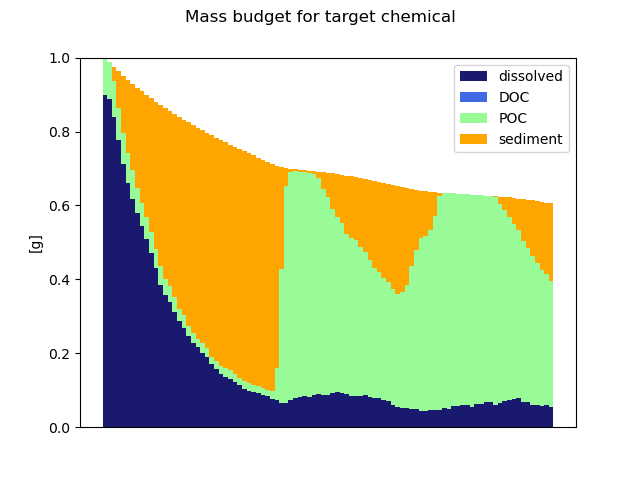 Mass budget for target chemical
1.0
0.8
0.6
0.4
0.2
0.0
[g]
dissolved
DOC
POC
sediment